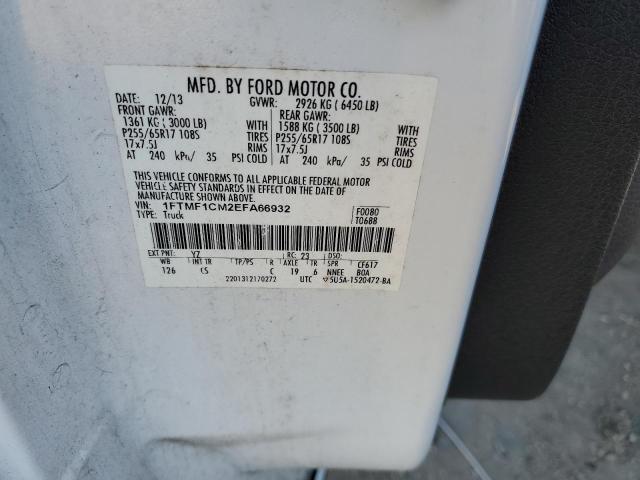 MFD. BY FORD MOTOR CO.
DATE: 12/13 GVWR: 2926 KG ( 6450 LB)
FRONT GAWR: REAR GAWR:
1361 KG ( 3000 LB) WITH 1588 KG ( 3500 LB) WITH
P255/65R17 108S TIRES P255/65R17 108S TIRES
17x7.5J RIMS 17x7.5J RIMS
AT 240 kPa/ 35 PSI COLD AT 240 kPa/ 35 PSI COLD
THIS VEHICLE CONFORMS TO ALL APPLICABLE FEDERAL MOTOR
VEHICLE SAFETY STANDARDS IN EFFECT ON THE DATE OF
MANUFACTURE SHOWN ABOVE.
VIN: 1FTMF1CM2EFA66932 F0080
TYPE: Truck T0688
EXT PNT: YZ RC: 23 DSO:
WB INT TR TP/PS R AXLE TR SPR CF617
126 CS C 19 6 NNEE BOA
2201312170272 UTC 5U5A-1520472-BA